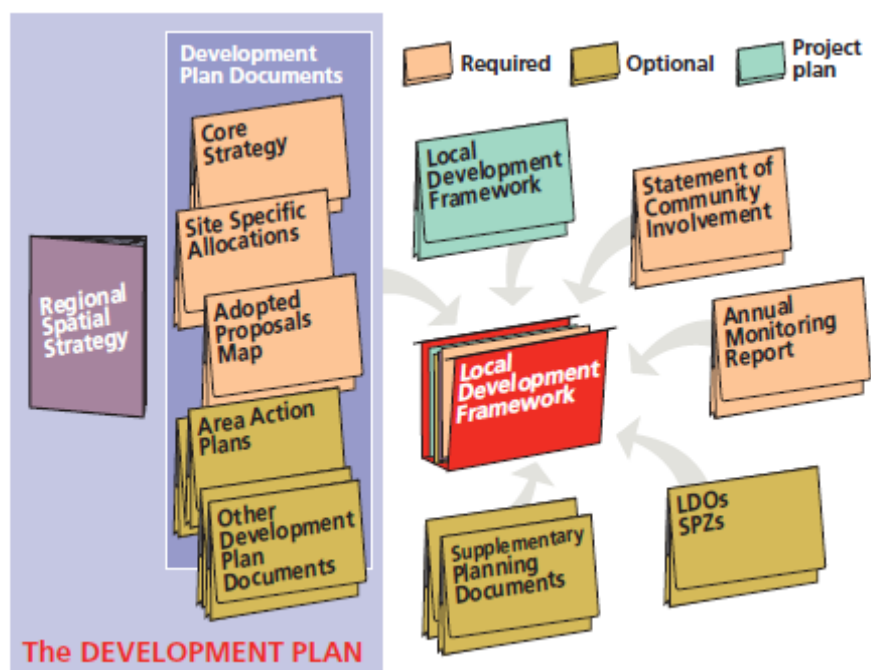 Development
Plan Documents
Required
Optional
Project
plan
Core
Strategy
Site Specific
Allocations
Adopted
Proposals
Map
Area Action
Plans
Other
Development
Plan
Documents
Regional
Spatial
Strategy
The DEVELOPMENT PLAN
Local
Development
Framework
Statement of
Community
Involvement
Annual
Monitoring
Report
Local
Development
Framework
Supplementary
Planning
Documents
LDOs
SPZs